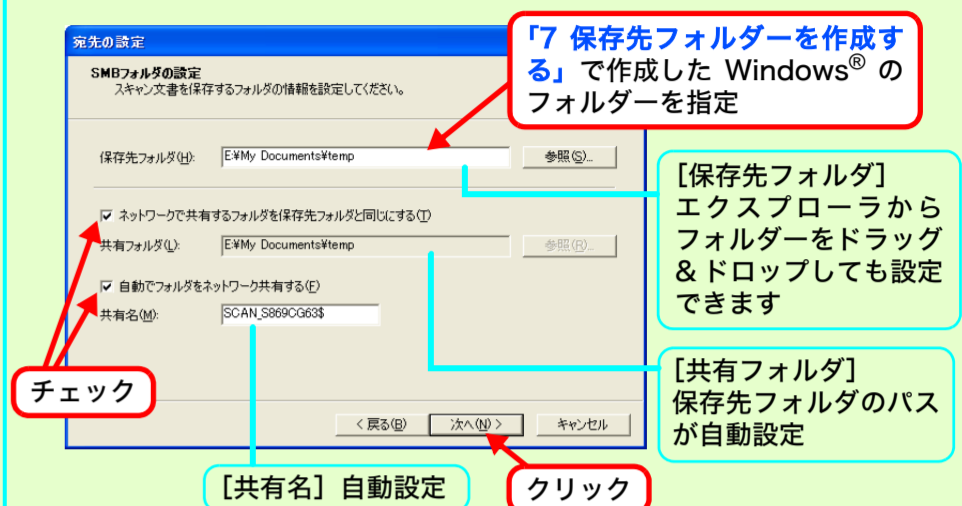 宛先の設定
「7 保存先フォルダーを作成す
る」で作成した Windows® の
フォルダーを指定
SMBフォルダの設定
スキャン文書を保存するフォルダの情報を設定してください。
保存先フォルダ(H):
E:¥My Documents¥temp
参照(S)...
[保存先フォルダ]
エクスプローラから
フォルダーをドラッグ
&ドロップしても設定
できます
ネットワークで共有するフォルダを保存先フォルダと同じにする(T)
共有フォルダ(L):
E:¥My Documents¥temp
参照(R)...
自動でフォルダをネットワーク共有する(F)
共有名(M):
SCAN_S869CG63$
チェック
[共有フォルダ]
保存先フォルダのパス
が自動設定
< 戻る(B)
次へ(N) >
キャンセル
[共有名] 自動設定
クリック